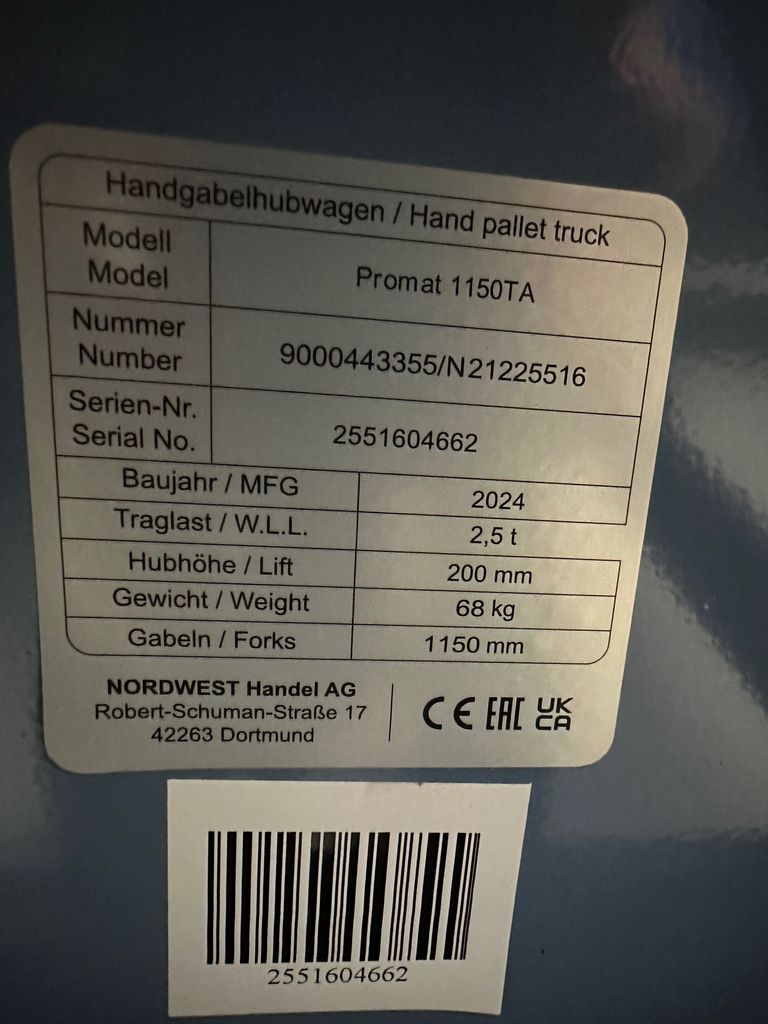 Handgabelhubwagen / Hand pallet truck
Modell
Model
Promat 1150TA
Nummer
Number
9000443355/N21225516
Serien-Nr.
Serial No.
2551604662
Baujahr / MFG 2024
Traglast / W.L.L. 2,5 t
Hubhöhe / Lift 200 mm
Gewicht / Weight 68 kg
Gabeln / Forks 1150 mm
NORDWEST Handel AG
Robert-Schuman-Straße 17
42263 Dortmund
CE EAC UK
CA
2551604662